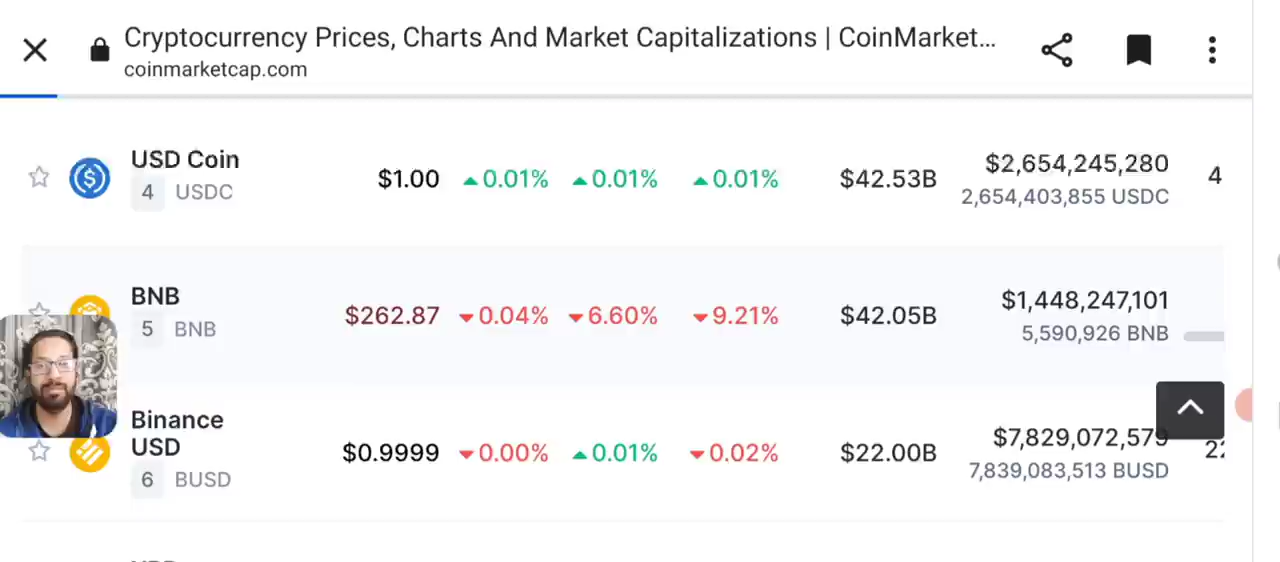 Cryptocurrency Prices, Charts And Market Capitalizations | CoinMarket...
coinmarketcap.com
USD Coin
4 USDC
$1.00 0.01% 0.01% 0.01% $42.53B
$2,654,245,280
2,654,403,855 USDC
4
BNB
5 BNB
$262.87 0.04% 6.60% 9.21% $42.05B
$1,448,247,101
5,590,926 BNB
Binance
USD
6 BUSD
$0.9999 0.00% 0.01% 0.02% $22.00B
$7,829,072,579
7,839,083,513 BUSD